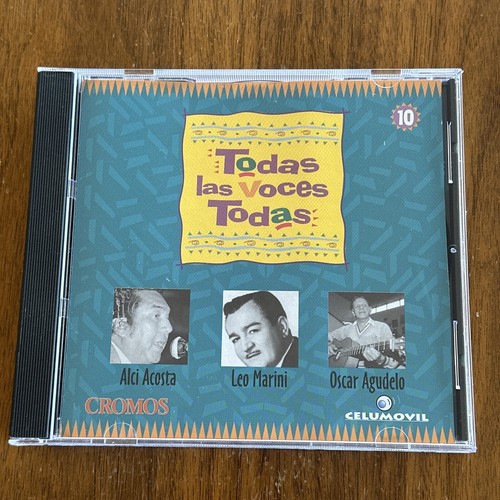 10
¡Todas
las voces
Todas!
Alci Acosta
Leo Marini
Oscar Agudelo
CROMOS
CELUMOVIL